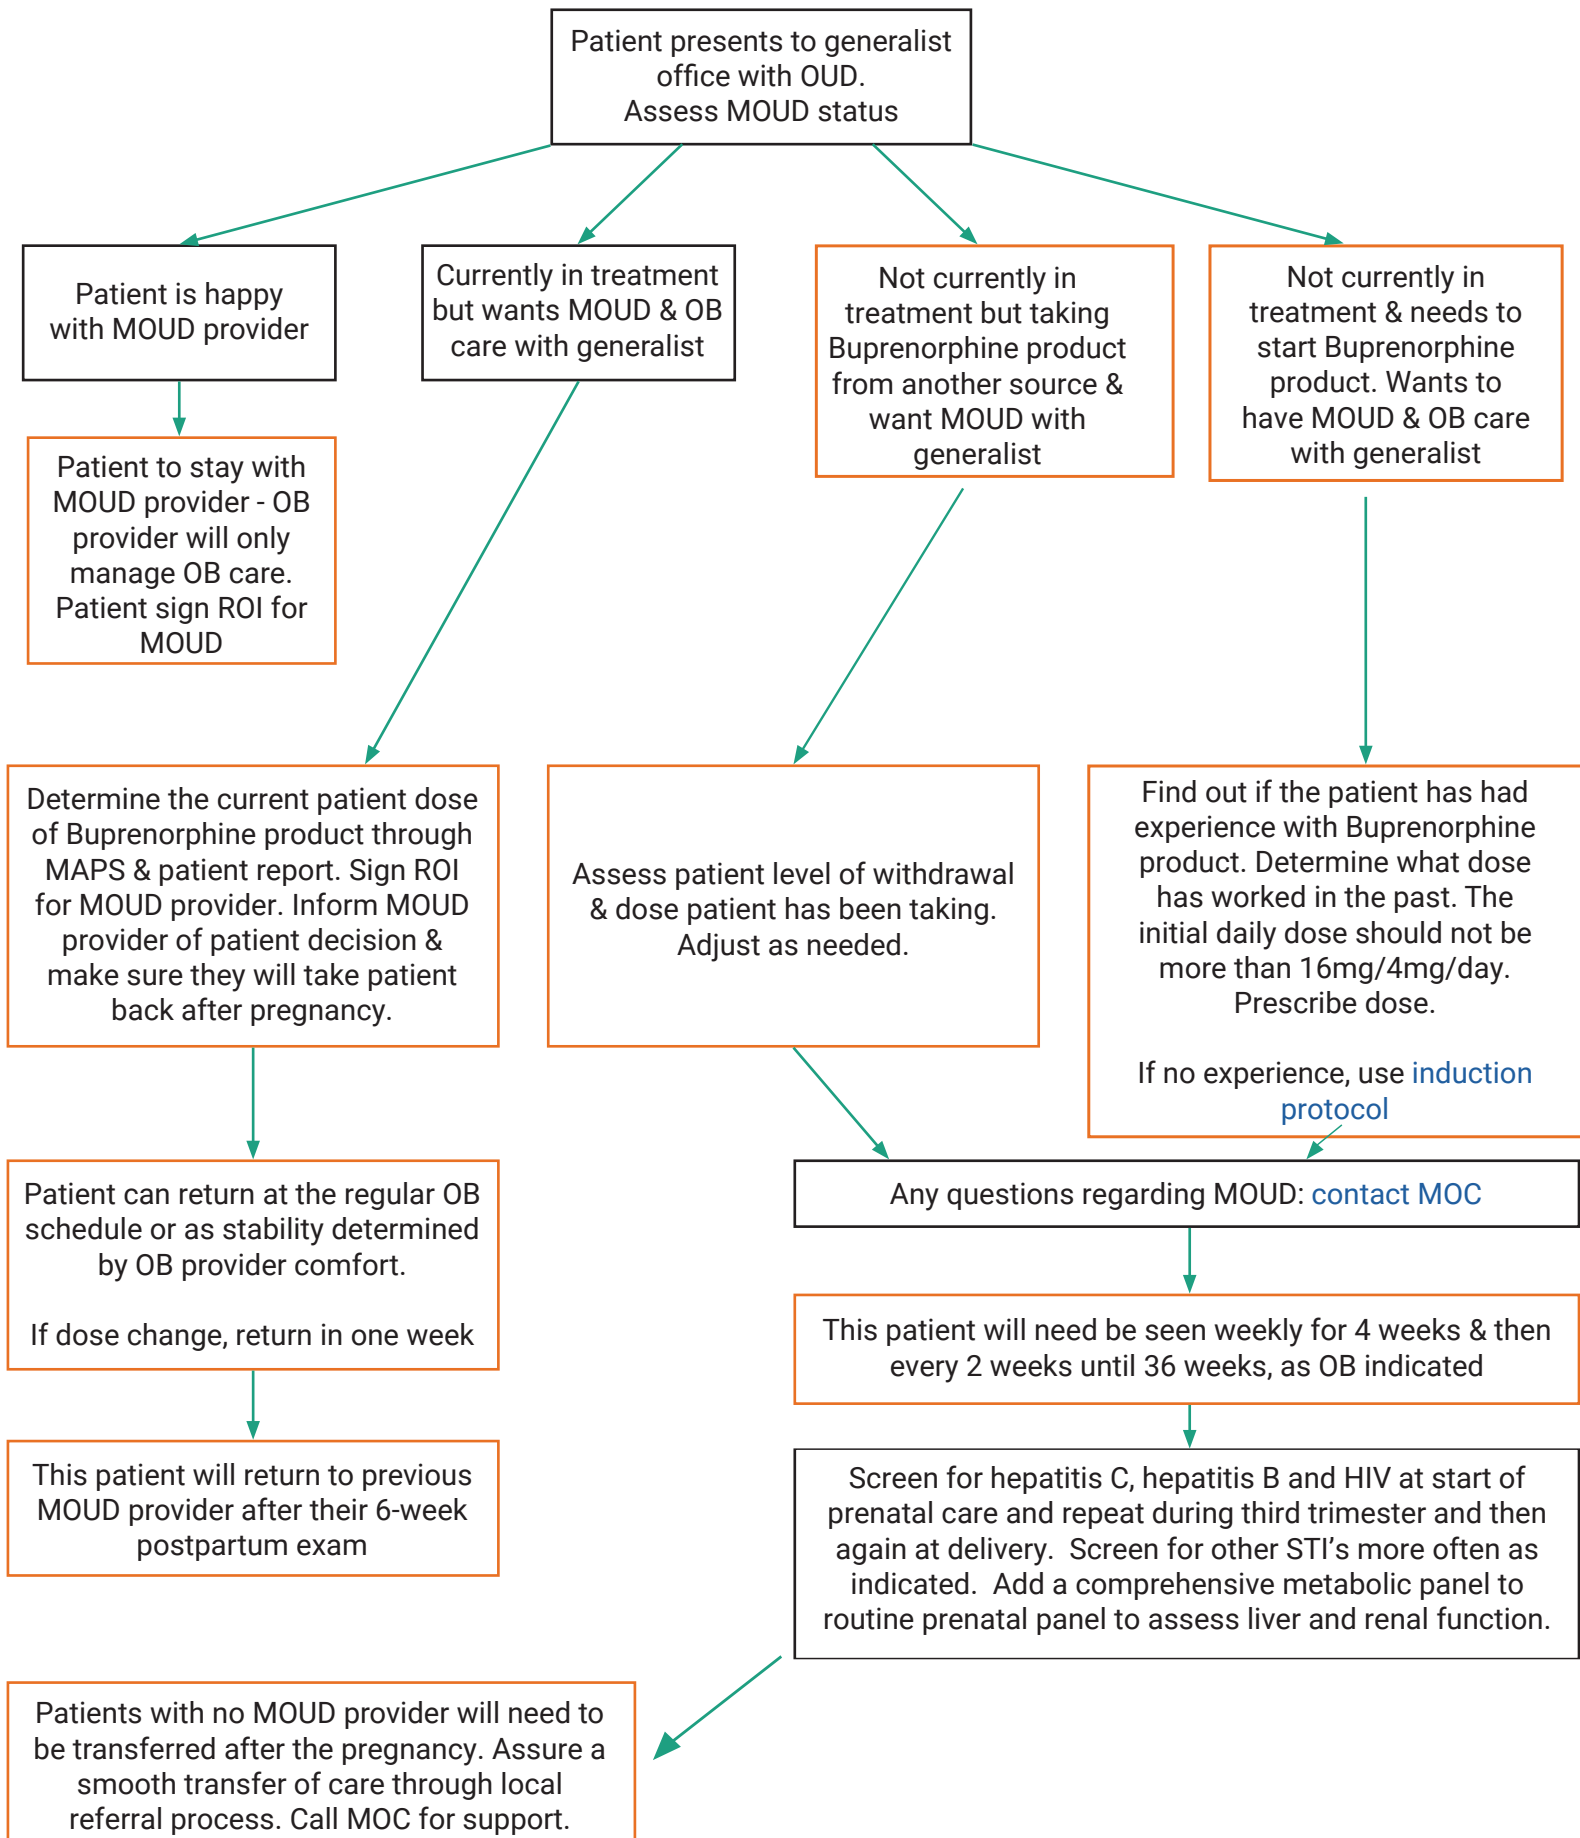 Patient presents to generalist
office with OUD.
Assess MOUD status
Patient is happy
with MOUD provider
Currently in treatment
but wants MOUD & OB
care with generalist
Not currently in
treatment but taking
Buprenorphine product
from another source &
want MOUD with
generalist
Not currently in
treatment & needs to
start Buprenorphine
product. Wants to
have MOUD & OB care
with generalist
Patient to stay with
MOUD provider - OB
provider will only
manage OB care.
Patient sign ROI for
MOUD
Determine the current patient dose
of Buprenorphine product through
MAPS & patient report. Sign ROI
for MOUD provider. Inform MOUD
provider of patient decision &
make sure they will take patient
back after pregnancy.
Assess patient level of withdrawal
& dose patient has been taking.
Adjust as needed.
Find out if the patient has had
experience with Buprenorphine
product. Determine what dose
has worked in the past. The
initial daily dose should not be
more than 16mg/4mg/day.
Prescribe dose.
If no experience, use induction
protocol
Patient can return at the regular OB
schedule or as stability determined
by OB provider comfort.
If dose change, return in one week
Any questions regarding MOUD: contact MOC
This patient will need be seen weekly for 4 weeks & then
every 2 weeks until 36 weeks, as OB indicated
This patient will return to previous
MOUD provider after their 6-week
postpartum exam
Screen for hepatitis C, hepatitis B and HIV at start of
prenatal care and repeat during third trimester and then
again at delivery.  Screen for other STI’s more often as
indicated.  Add a comprehensive metabolic panel to
routine prenatal panel to assess liver and renal function.
Patients with no MOUD provider will need to
be transferred after the pregnancy. Assure a
smooth transfer of care through local
referral process. Call MOC for support.